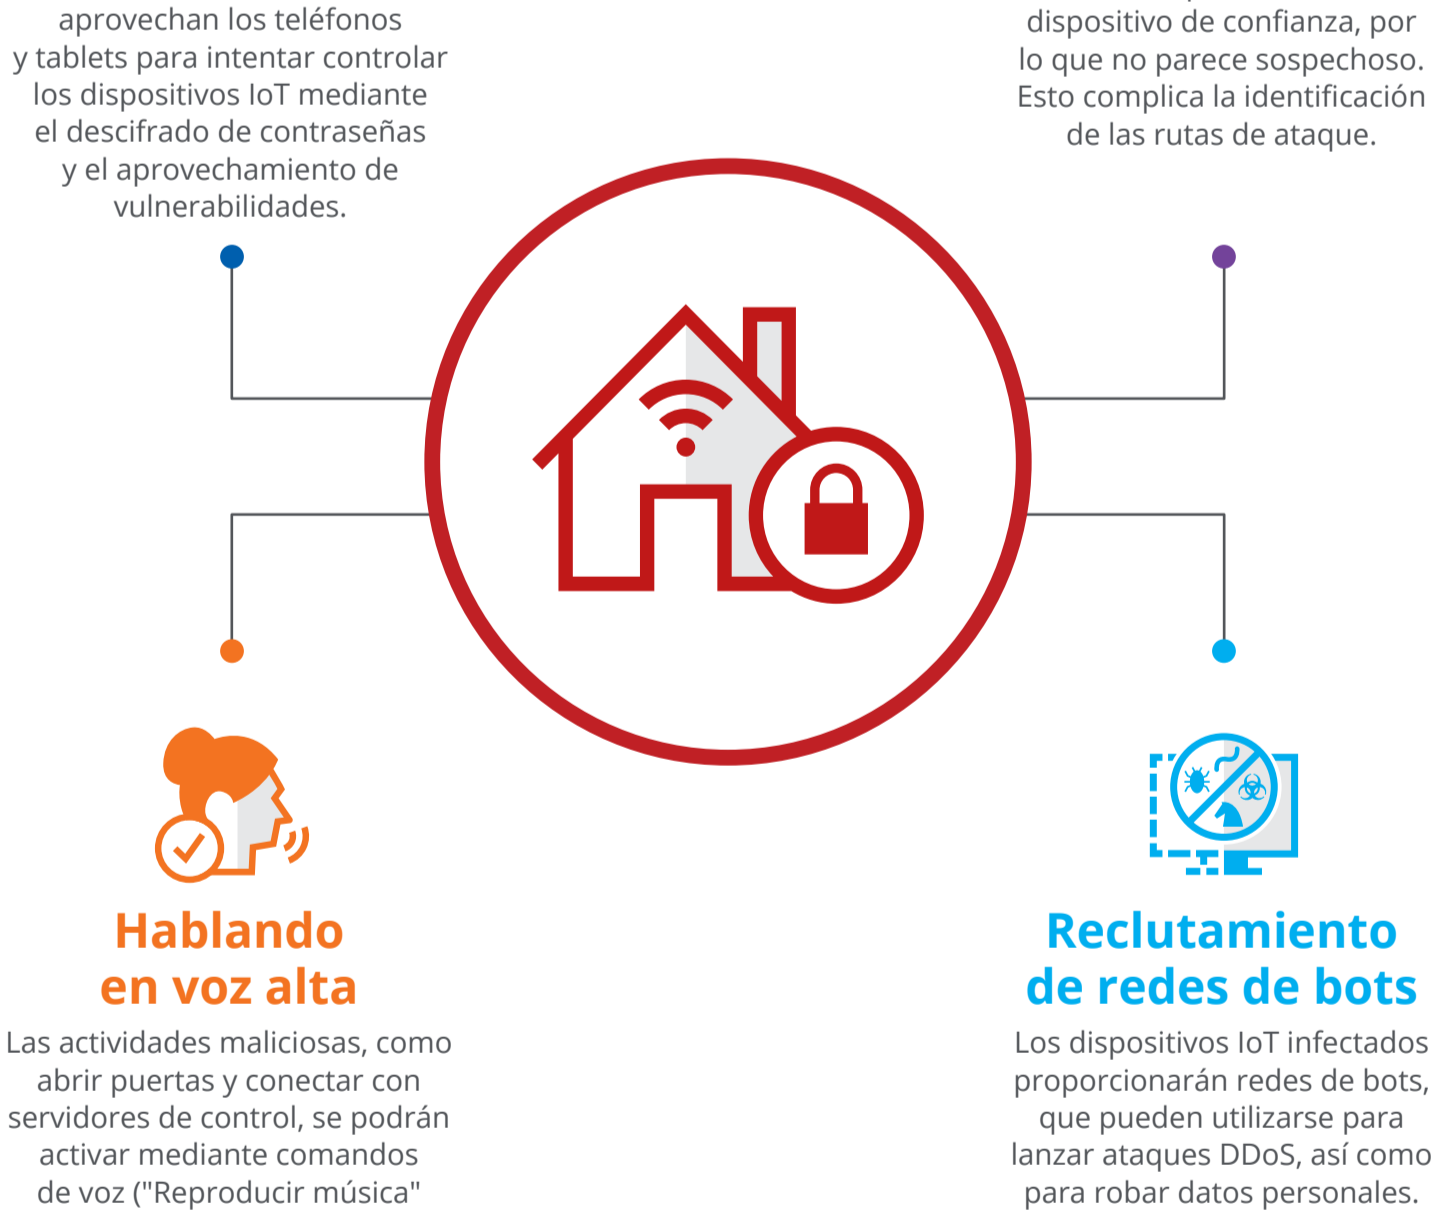 aprovechan los teléfonos
y tablets para intentar controlar
los dispositivos IoT mediante
el descifrado de contraseñas
y el aprovechamiento de
vulnerabilidades.
dispositivo de confianza, por
lo que no parece sospechoso.
Esto complica la identificación
de las rutas de ataque.
Hablando
en voz alta
Las actividades maliciosas, como
abrir puertas y conectar con
servidores de control, se podrán
activar mediante comandos
de voz ("Reproducir música"
Reclutamiento
de redes de bots
Los dispositivos IoT infectados
proporcionarán redes de bots,
que pueden utilizarse para
lanzar ataques DDoS, así como
para robar datos personales.